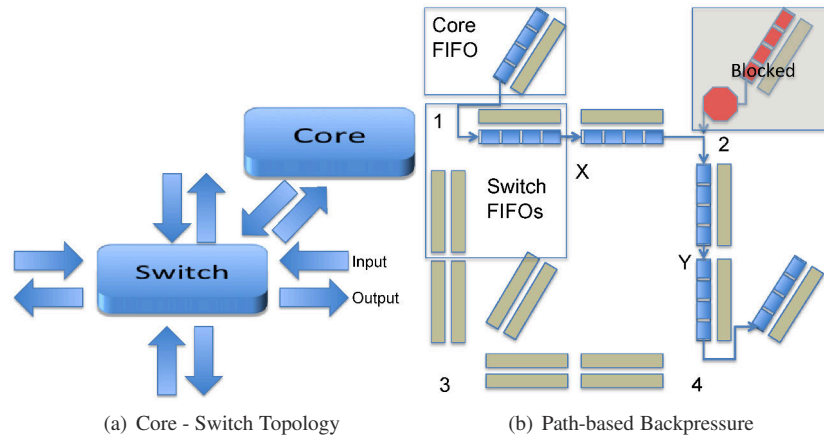 Core
Switch
Input
Output
(a) Core - Switch Topology
Core
FIFO
Blocked
1
2
X
Switch
FIFOs
Y
3
4
(b) Path-based Backpressure